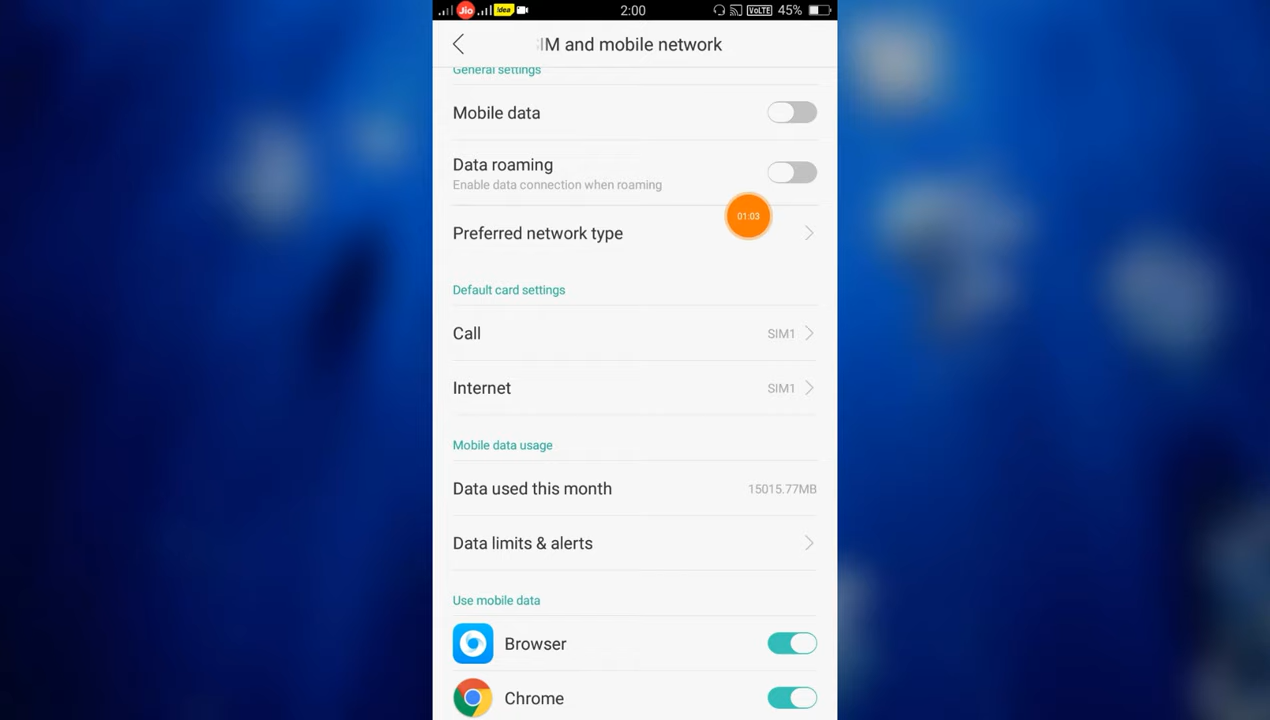 Jio idea 2:00 VoLTE 45%
IM and mobile network
General settings
Mobile data
Data roaming
Enable data connection when roaming
01:03
Preferred network type
Default card settings
Call SIM1
Internet SIM1
Mobile data usage
Data used this month 15015.77MB
Data limits & alerts
Use mobile data
Browser
Chrome